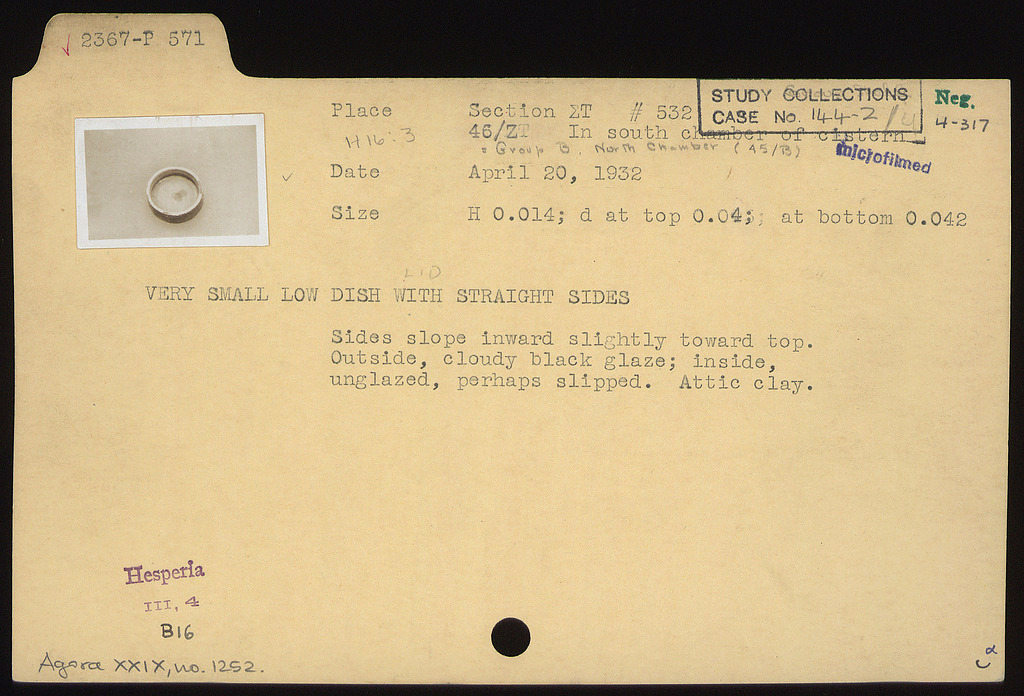 ✓ 2367-P 571
Place Section ΣT # 532
46/ZT In south chamber of cistern.
H16:3
= Group B, North Chamber (45/B)
STUDY COLLECTIONS
CASE No. 144-2
Neg.
4-317
microfilmed
✓ Date April 20, 1932
Size H 0.014; d at top 0.04; at bottom 0.042
LID
VERY SMALL LOW DISH WITH STRAIGHT SIDES
Sides slope inward slightly toward top.
Outside, cloudy black glaze; inside,
unglazed, perhaps slipped. Attic clay.
Hesperia
III, 4
B16
Agora XXIX, no. 1252.